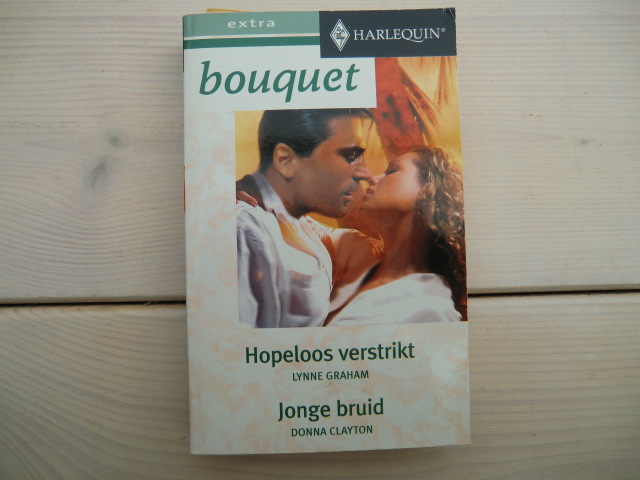 extra
HARLEQUIN®
bouquet
Hopeloos verstrikt
LYNNE GRAHAM
Jonge bruid
DONNA CLAYTON